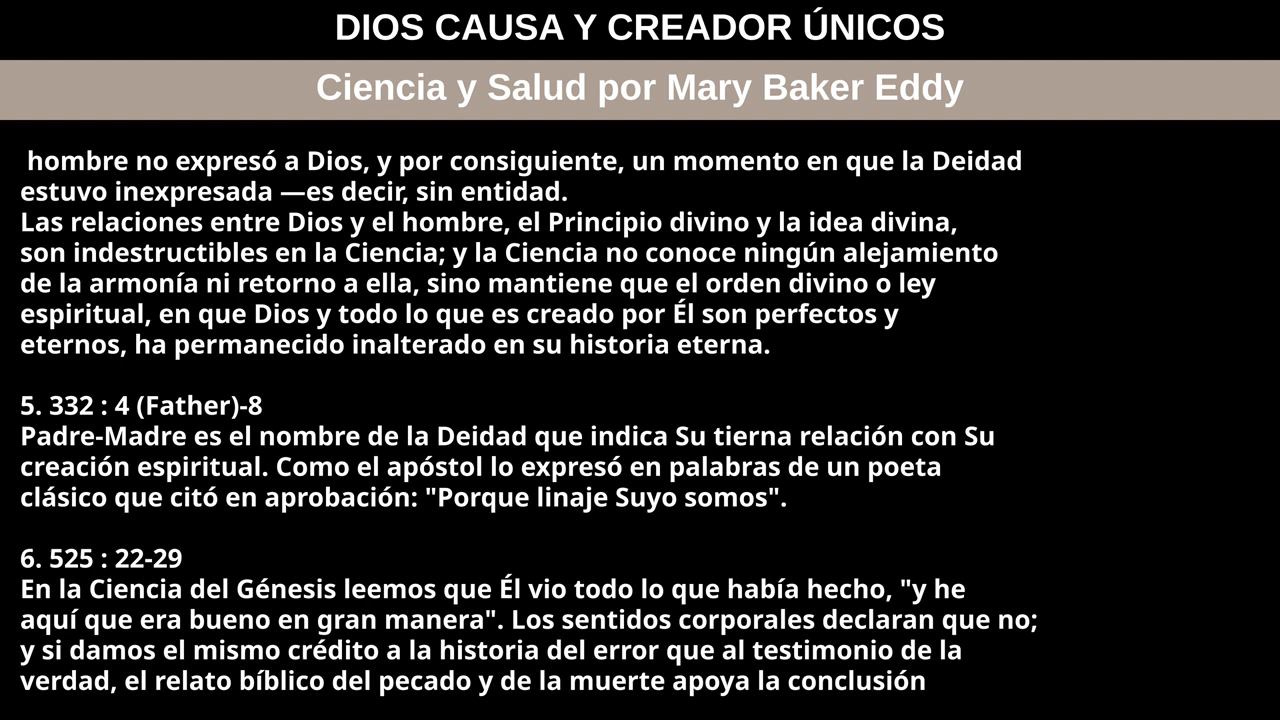 DIOS CAUSA Y CREADOR ÚNICOS
Ciencia y Salud por Mary Baker Eddy
hombre no expresó a Dios, y por consiguiente, un momento en que la Deidad
estuvo inexpresada —es decir, sin entidad.
Las relaciones entre Dios y el hombre, el Principio divino y la idea divina,
son indestructibles en la Ciencia; y la Ciencia no conoce ningún alejamiento
de la armonía ni retorno a ella, sino mantiene que el orden divino o ley
espiritual, en que Dios y todo lo que es creado por Él son perfectos y
eternos, ha permanecido inalterado en su historia eterna.
5. 332 : 4 (Father)-8
Padre-Madre es el nombre de la Deidad que indica Su tierna relación con Su
creación espiritual. Como el apóstol lo expresó en palabras de un poeta
clásico que citó en aprobación: "Porque linaje Suyo somos".
6. 525 : 22-29
En la Ciencia del Génesis leemos que Él vio todo lo que había hecho, "y he
aquí que era bueno en gran manera". Los sentidos corporales declaran que no;
y si damos el mismo crédito a la historia del error que al testimonio de la
verdad, el relato bíblico del pecado y de la muerte apoya la conclusión